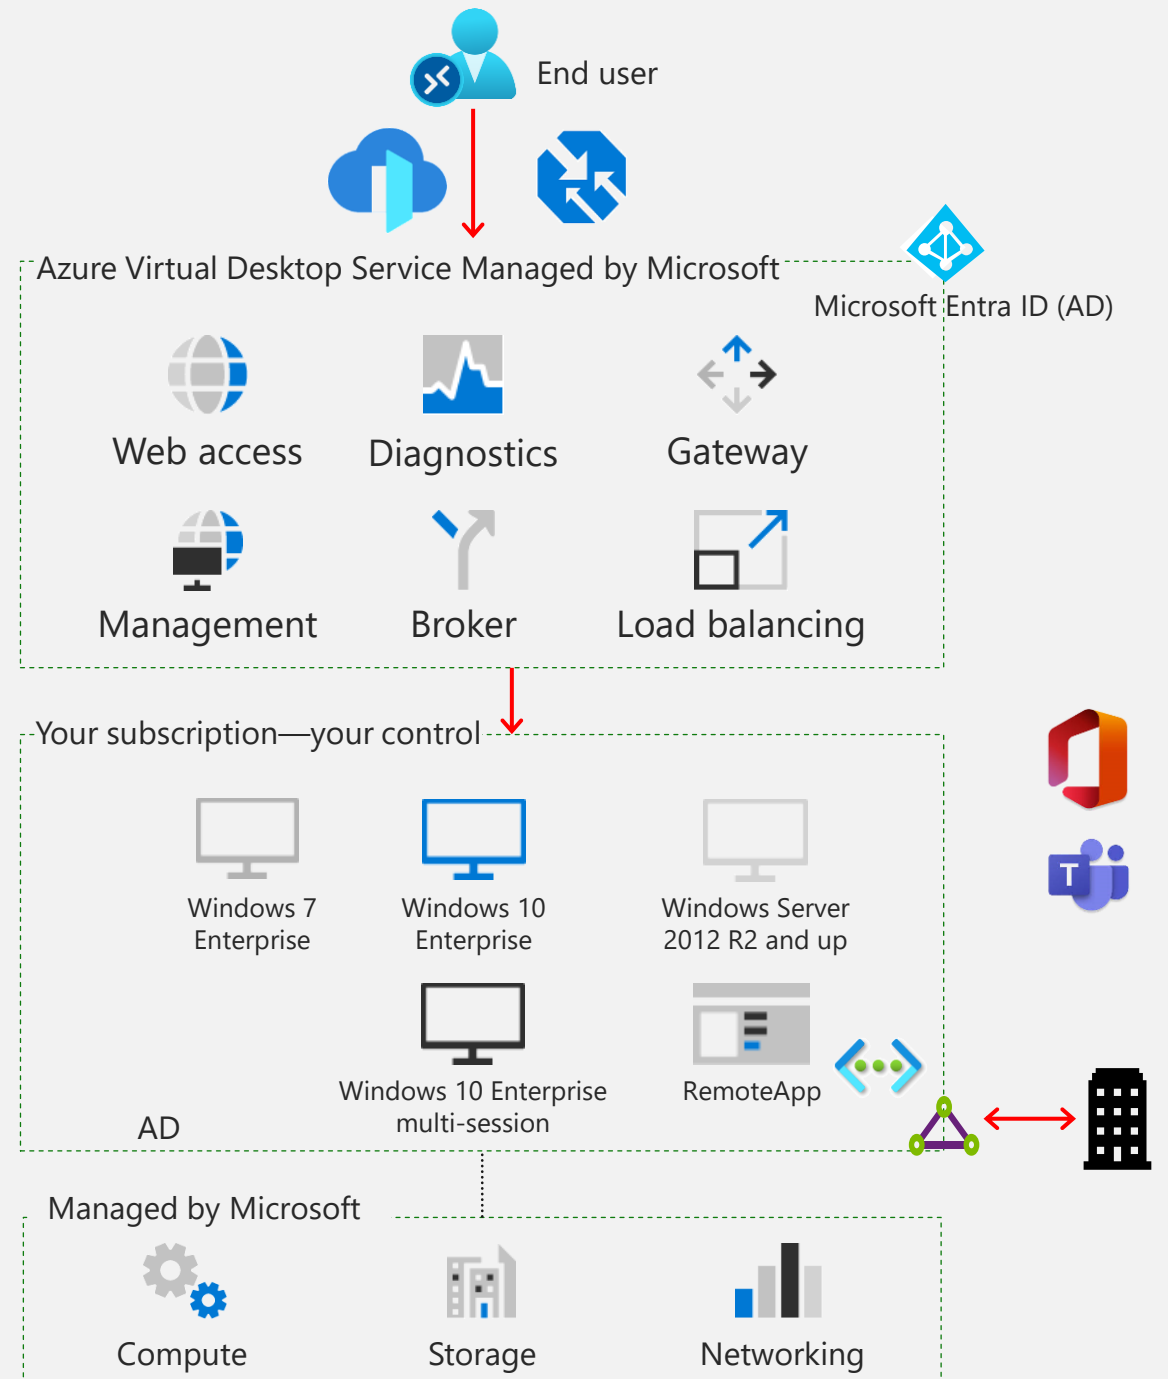 End user
Azure Virtual Desktop Service Managed by Microsoft
Microsoft Entra ID (AD)
Web access
Diagnostics
Gateway
Management
Broker
Load balancing
Your subscription—your control
Windows 7
Enterprise
Windows 10
Enterprise
Windows Server
2012 R2 and up
T
Windows 10 Enterprise
multi-session
RemoteApp
AD
Managed by Microsoft
Compute
Storage
Networking